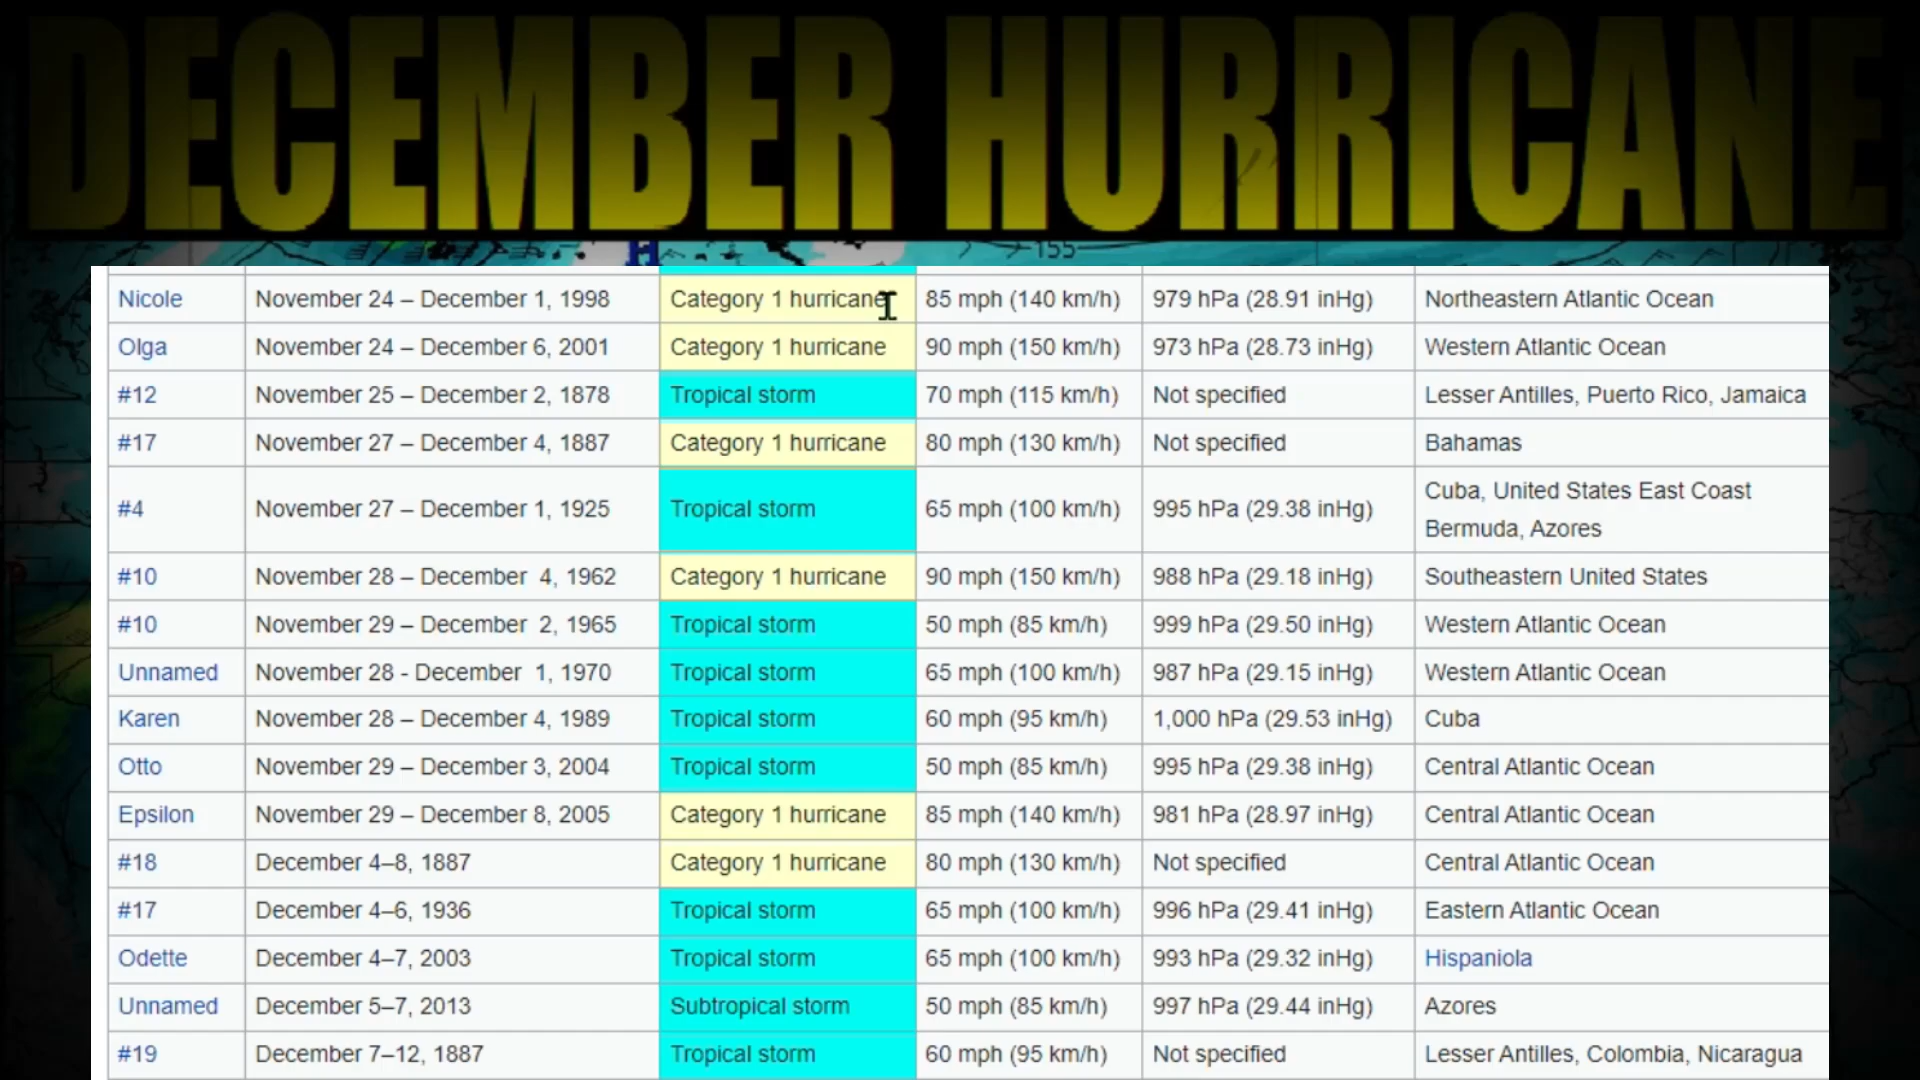 DECEMBER HURRICANE
H
155
Nicole November 24 – December 1, 1998 Category 1 hurricane 85 mph (140 km/h) 979 hPa (28.91 inHg) Northeastern Atlantic Ocean
Olga November 24 – December 6, 2001 Category 1 hurricane 90 mph (150 km/h) 973 hPa (28.73 inHg) Western Atlantic Ocean
#12 November 25 – December 2, 1878 Tropical storm 70 mph (115 km/h) Not specified Lesser Antilles, Puerto Rico, Jamaica
#17 November 27 – December 4, 1887 Category 1 hurricane 80 mph (130 km/h) Not specified Bahamas
#4 November 27 – December 1, 1925 Tropical storm 65 mph (100 km/h) 995 hPa (29.38 inHg) Cuba, United States East Coast
Bermuda, Azores
#10 November 28 – December 4, 1962 Category 1 hurricane 90 mph (150 km/h) 988 hPa (29.18 inHg) Southeastern United States
#10 November 29 – December 2, 1965 Tropical storm 50 mph (85 km/h) 999 hPa (29.50 inHg) Western Atlantic Ocean
Unnamed November 28 - December 1, 1970 Tropical storm 65 mph (100 km/h) 987 hPa (29.15 inHg) Western Atlantic Ocean
Karen November 28 – December 4, 1989 Tropical storm 60 mph (95 km/h) 1,000 hPa (29.53 inHg) Cuba
Otto November 29 – December 3, 2004 Tropical storm 50 mph (85 km/h) 995 hPa (29.38 inHg) Central Atlantic Ocean
Epsilon November 29 – December 8, 2005 Category 1 hurricane 85 mph (140 km/h) 981 hPa (28.97 inHg) Central Atlantic Ocean
#18 December 4–8, 1887 Category 1 hurricane 80 mph (130 km/h) Not specified Central Atlantic Ocean
#17 December 4–6, 1936 Tropical storm 65 mph (100 km/h) 996 hPa (29.41 inHg) Eastern Atlantic Ocean
Odette December 4–7, 2003 Tropical storm 65 mph (100 km/h) 993 hPa (29.32 inHg) Hispaniola
Unnamed December 5–7, 2013 Subtropical storm 50 mph (85 km/h) 997 hPa (29.44 inHg) Azores
#19 December 7–12, 1887 Tropical storm 60 mph (95 km/h) Not specified Lesser Antilles, Colombia, Nicaragua